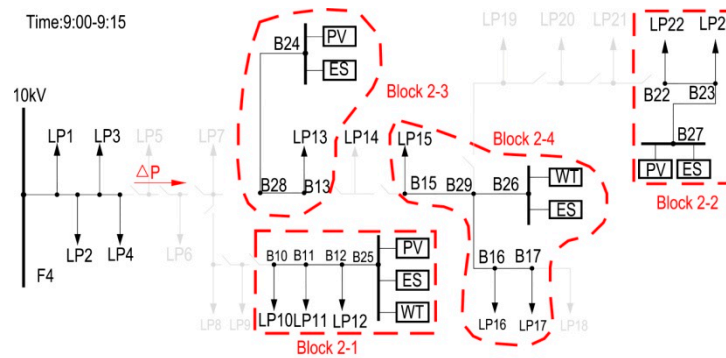 Time:9:00-9:15
10kV
LP1
LP3
LP5
LP7
△P
LP2
LP4
LP6
F4
LP8
LP9
B24
PV
ES
Block 2-3
LP13
LP14
B28
B13
B10
B11
B12
B25
PV
ES
WT
LP10
LP11
LP12
Block 2-1
LP15
Block 2-4
B15
B29
B26
WT
ES
B16
B17
LP16
LP17
LP18
LP19
LP20
LP21
LP22
B22
B23
B27
PV
ES
Block 2-2